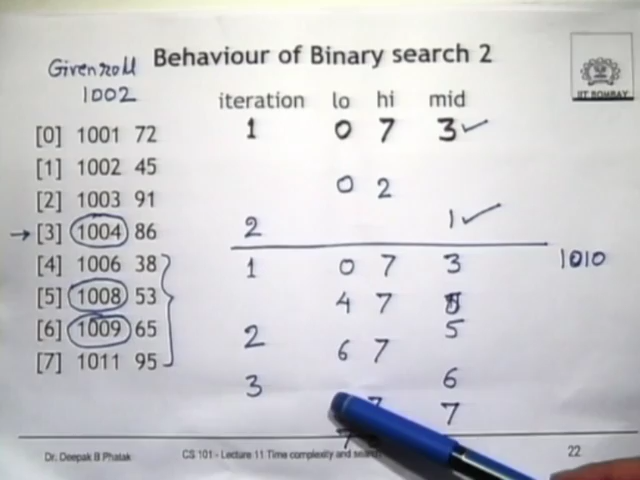 Behaviour of Binary search 2
Given roll
1002
IIT BOMBAY
iteration lo hi mid
1 0 7 3
0 2
2 1
[0] 1001 72
[1] 1002 45
[2] 1003 91
[3] 1004 86
[4] 1006 38
[5] 1008 53
[6] 1009 65
[7] 1011 95
1 0 7 3
1010
4 7
5
2 6 7
3 6
7 7
7
Dr. Deepak B Phatak
CS 101 - Lecture 11 Time complexity and
22